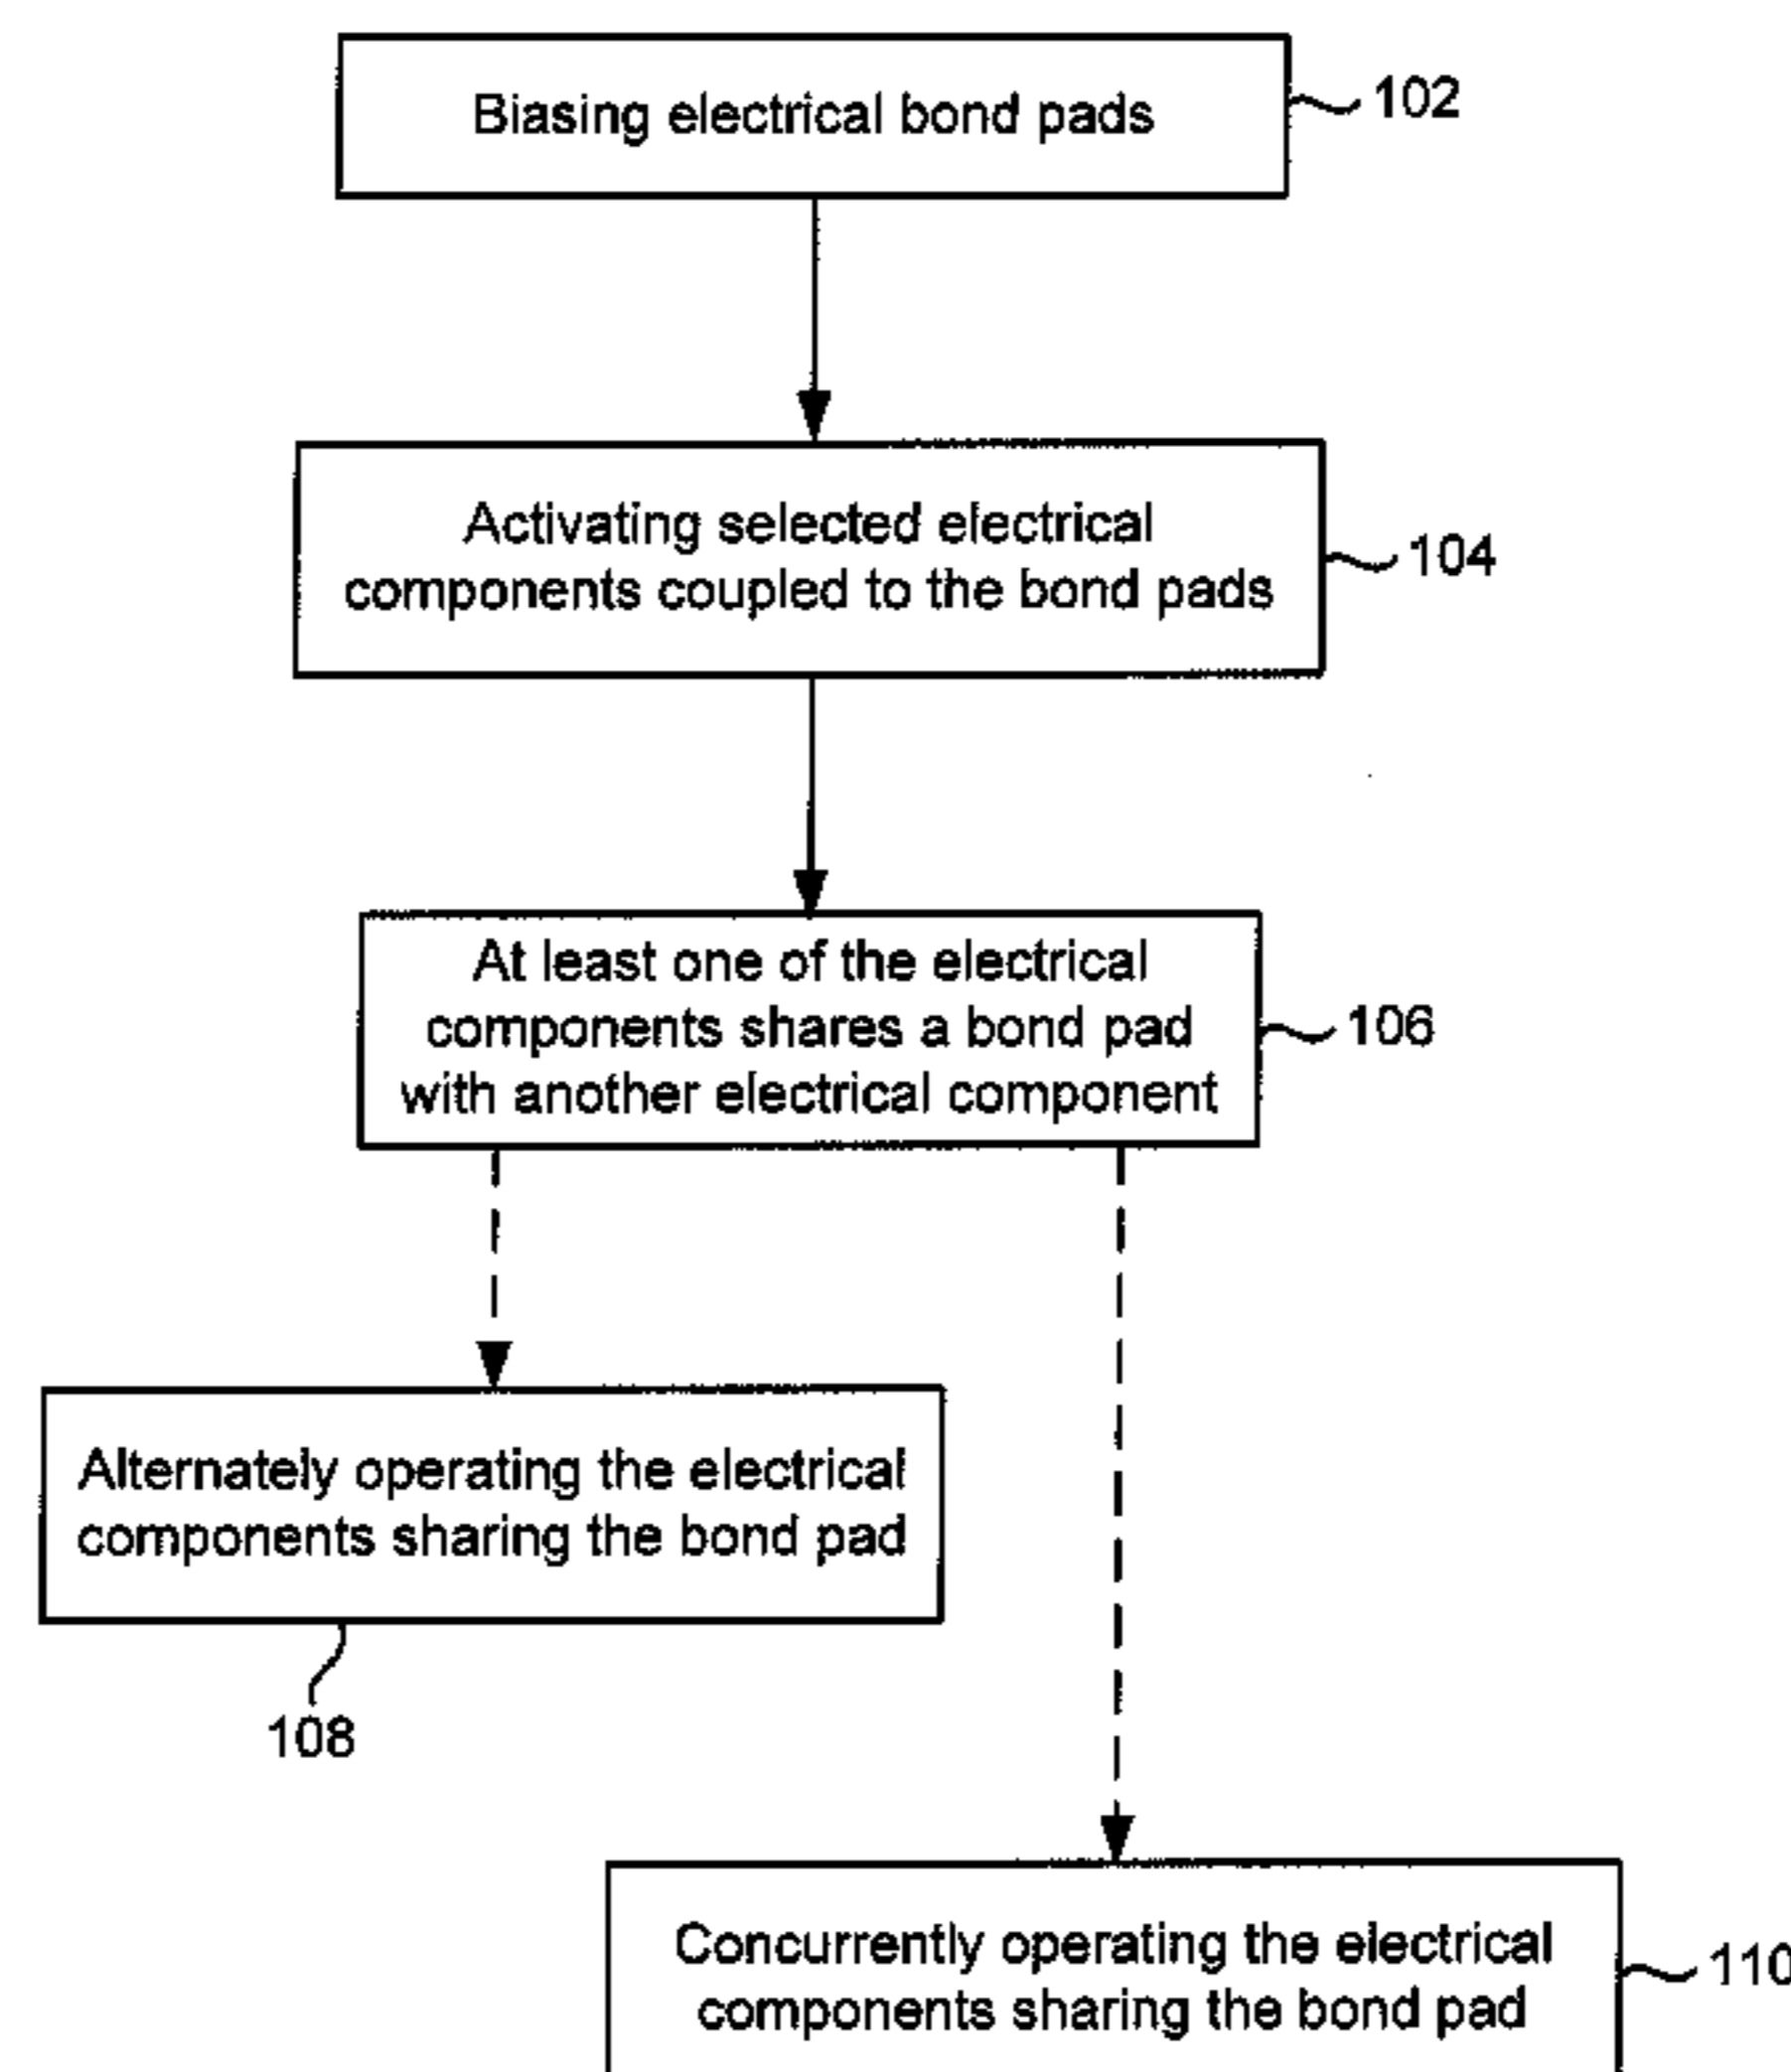 Biasing electrical bond pads
102
Activating selected electrical
components coupled to the bond pads
104
At least one of the electrical
components shares a bond pad
with another electrical component
106
Alternately operating the electrical
components sharing the bond pad
108
Concurrently operating the electrical
components sharing the bond pad
110